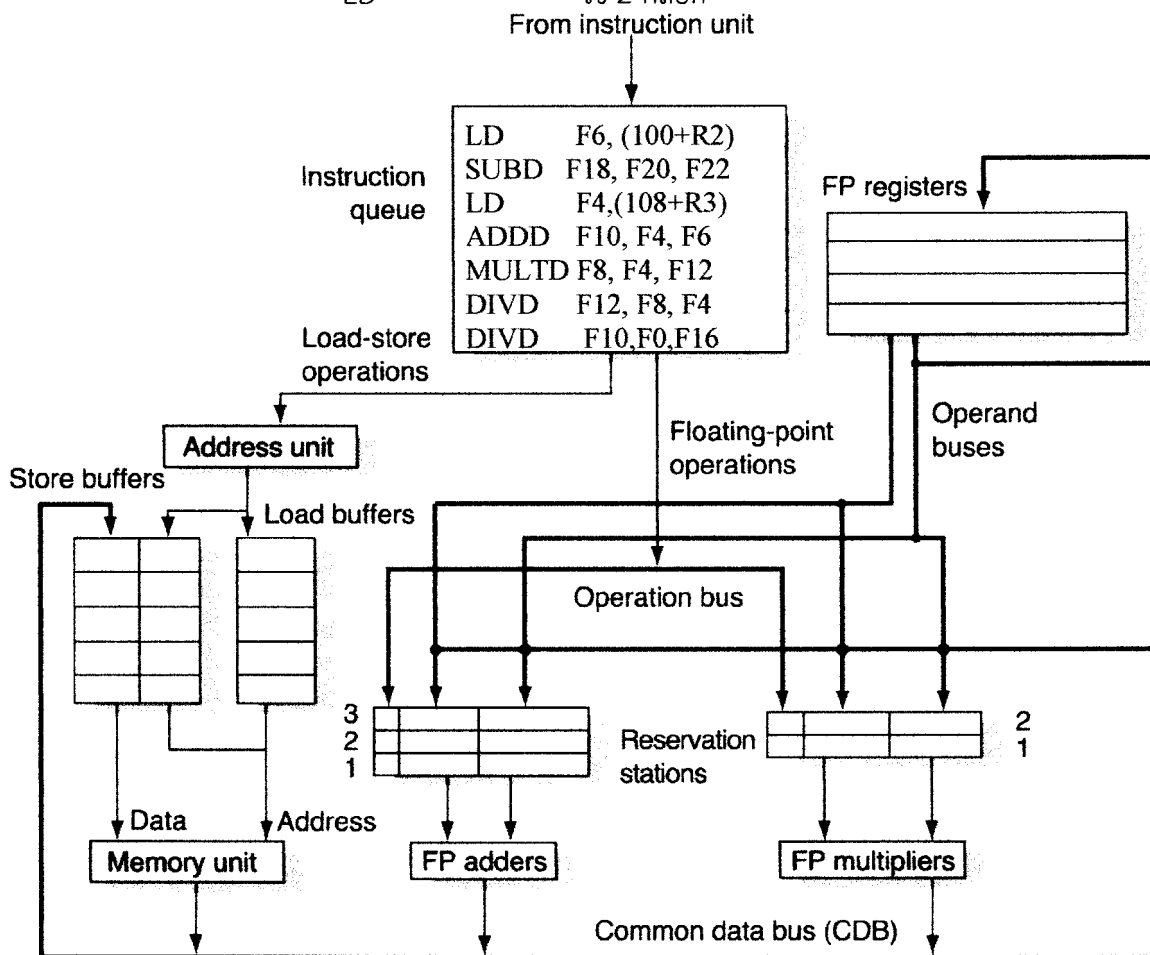 LD
From instruction unit
LD F6, (100+R2)
SUBD F18, F20, F22
LD F4,(108+R3)
ADDD F10, F4, F6
MULTD F8, F4, F12
DIVD F12, F8, F4
DIVD F10,F0,F16
Instruction
queue
FP registers
Load-store
operations
Address unit
Floating-point
operations
Operand
buses
Store buffers
Load buffers
Operation bus
3
2
1
Reservation
stations
2
1
Data
Address
Memory unit
FP adders
FP multipliers
Common data bus (CDB)